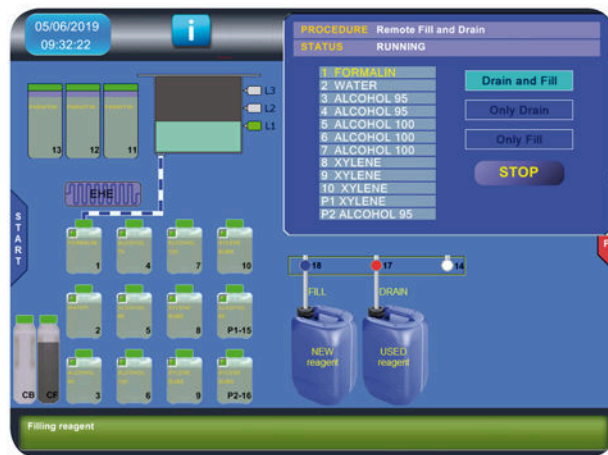 05/06/2019
09:32:22
i
PROCEDURE Remote Fill and Drain
STATUS RUNNING
1 FORMALIN
2 WATER
3 ALCOHOL 95
4 ALCOHOL 95
5 ALCOHOL 100
6 ALCOHOL 100
7 ALCOHOL 100
8 XYLENE
9 XYLENE
10 XYLENE
P1 XYLENE
P2 ALCOHOL 95
Drain and Fill
Only Drain
Only Fill
STOP
L3
L2
L1
13
12
11
EHE
START
FORMALIN
1
4
7
10
2
5
8
P1-15
3
6
9
P2-16
CB
CF
16
17
14
FILL
DRAIN
NEW
reagent
USED
reagent
Filling reagent